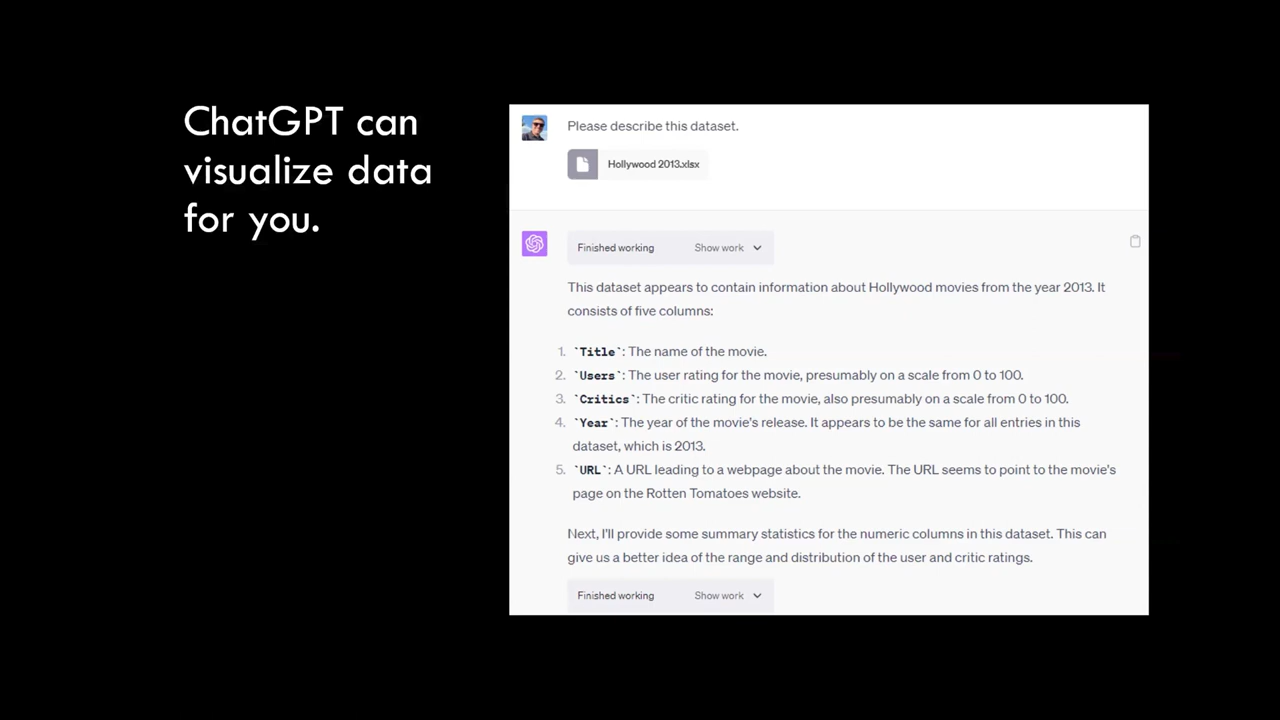 ChatGPT can
visualize data
for you.
Please describe this dataset.
Hollywood 2013.xlsx
Finished working Show work
This dataset appears to contain information about Hollywood movies from the year 2013. It
consists of five columns:
1. `Title`: The name of the movie.
2. `Users`: The user rating for the movie, presumably on a scale from 0 to 100.
3. `Critics`: The critic rating for the movie, also presumably on a scale from 0 to 100.
4. `Year`: The year of the movie's release. It appears to be the same for all entries in this
dataset, which is 2013.
5. `URL`: A URL leading to a webpage about the movie. The URL seems to point to the movie's
page on the Rotten Tomatoes website.
Next, I'll provide some summary statistics for the numeric columns in this dataset. This can
give us a better idea of the range and distribution of the user and critic ratings.
Finished working Show work